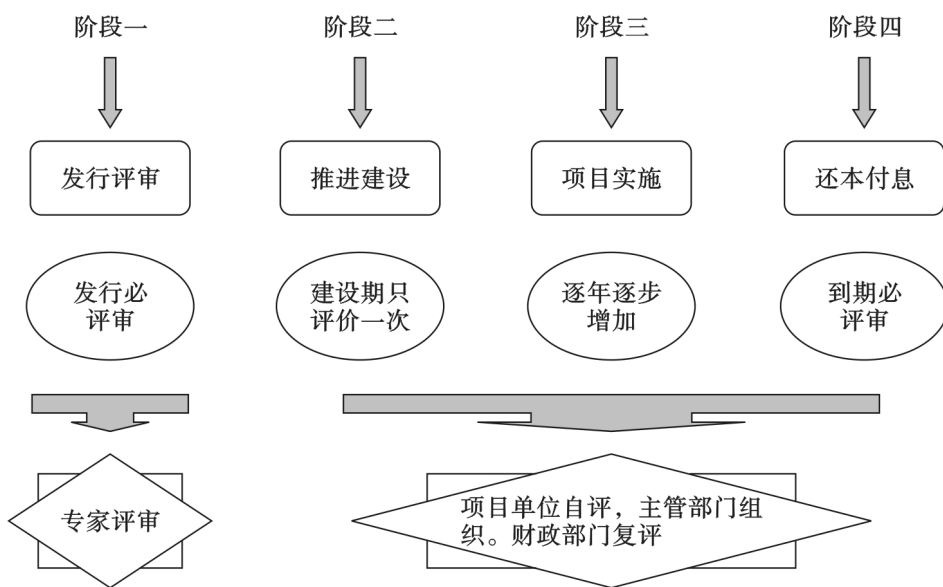 阶段一
阶段二
阶段三
阶段四
发行评审
推进建设
项目实施
还本付息
发行必
评审
建设期只
评价一次
逐年逐步
增加
到期必
评审
专家评审
项目单位自评，主管部门组
织。财政部门复评